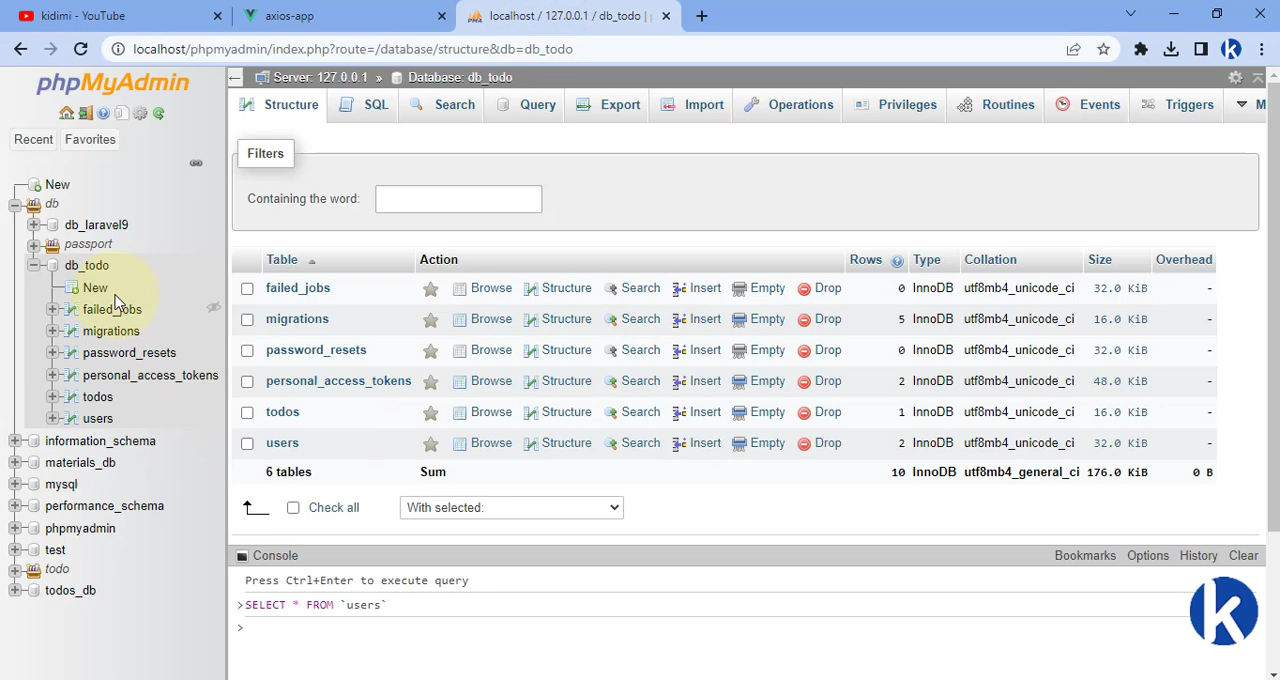 kidimi - YouTube
axios-app
localhost / 127.0.0.1 / db_todo |
localhost/phpmyadmin/index.php?route=/database/structure&db=db_todo
phpMyAdmin
Recent Favorites
New
db
db_laravel9
passport
db_todo
New
failed_jobs
migrations
password_resets
personal_access_tokens
todos
users
information_schema
materials_db
mysql
performance_schema
phpmyadmin
test
todo
todos_db
Server: 127.0.0.1 » Database: db_todo
Structure SQL Search Query Export Import Operations Privileges Routines Events Triggers M
Filters
Containing the word:
Table Action Rows Type Collation Size Overhead
failed_jobs Browse Structure Search Insert Empty Drop 0 InnoDB utf8mb4_unicode_ci 32.0 KiB -
migrations Browse Structure Search Insert Empty Drop 5 InnoDB utf8mb4_unicode_ci 16.0 KiB -
password_resets Browse Structure Search Insert Empty Drop 0 InnoDB utf8mb4_unicode_ci 32.0 KiB -
personal_access_tokens Browse Structure Search Insert Empty Drop 2 InnoDB utf8mb4_unicode_ci 48.0 KiB -
todos Browse Structure Search Insert Empty Drop 1 InnoDB utf8mb4_unicode_ci 16.0 KiB -
users Browse Structure Search Insert Empty Drop 2 InnoDB utf8mb4_unicode_ci 32.0 KiB -
6 tables Sum 10 InnoDB utf8mb4_general_ci 176.0 KiB 0 B
Check all With selected:
Console Bookmarks Options History Clear
Press Ctrl+Enter to execute query
>SELECT * FROM `users`
>
k